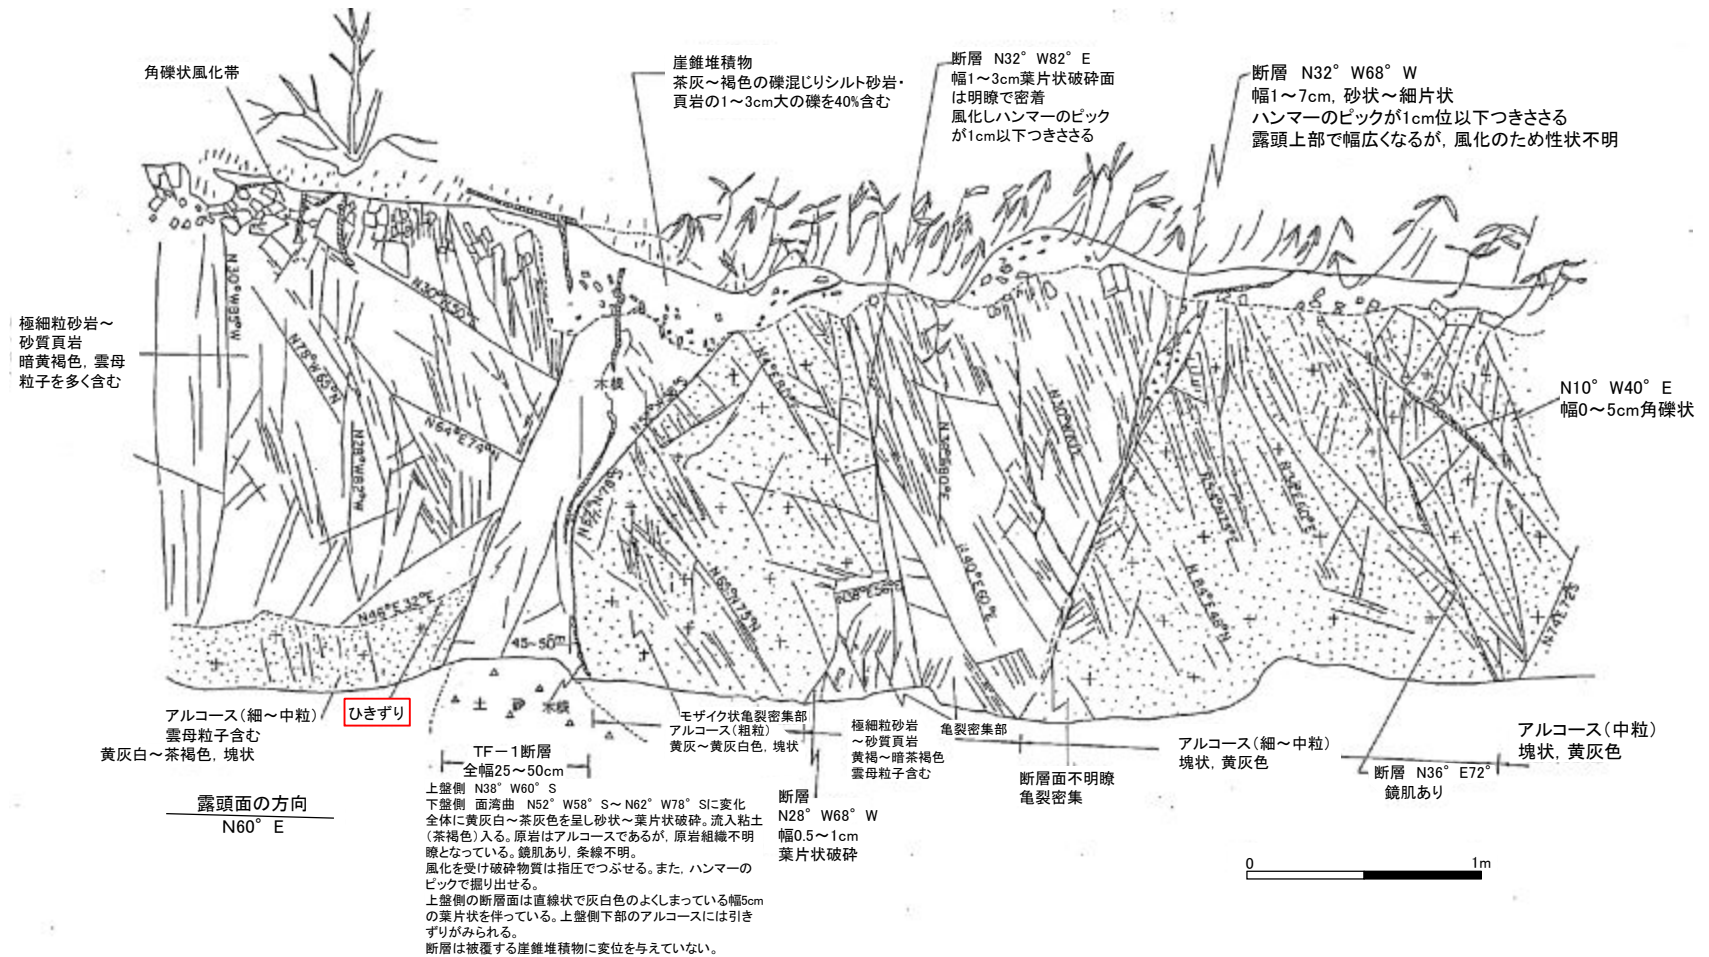 角礫状風化帯
崖錐堆積物
茶灰～褐色の礫混じりシルト砂岩・
頁岩の1～3cm大の礫を40%含む
断層 N32° W82° E
幅1～3cm葉片状破砕面
は明瞭で密着
風化しハンマーのピック
が1cm以下つきささる
断層 N32° W68° W
幅1～7cm, 砂状～細片状
ハンマーのピックが1cm位以下つきささる
露頭上部で幅広くなるが, 風化のため性状不明
極細粒砂岩～
砂質頁岩
暗黄褐色, 雲母
粒子を多く含む
N30°W85°W
N75°W65°N
N64°E74°N
N18°W82°W
N46°E32°E
木根
N65°N75°N
N40°E60°E
N84°E48°N
N10° W40° E
幅0～5cm角礫状
45～50cm
土
木根
アルコース（細～中粒）
雲母粒子含む
黄灰白～茶褐色, 塊状
ひきずり
モザイク状亀裂密集部
アルコース（粗粒）
黄灰～黄灰白色, 塊状
極細粒砂岩
～砂質頁岩
黄褐～暗茶褐色
雲母粒子含む
亀裂密集部
断層面不明瞭
亀裂密集
アルコース（細～中粒）
塊状, 黄灰色
アルコース（中粒）
塊状, 黄灰色
断層 N36° E72°
鏡肌あり
断層
N28° W68° W
幅0.5～1cm
葉片状破砕
TF－1断層
全幅25～50cm
上盤側 N38° W60° S
下盤側 面湾曲 N52° W58° S～ N62° W78° Sに変化
全体に黄灰白～茶灰色を呈し砂状～葉片状破砕。流入粘土
（茶褐色）入る。原岩はアルコースであるが, 原岩組織不明
瞭となっている。鏡肌あり, 条線不明。
風化を受け破砕物質は指圧でつぶせる。また, ハンマーの
ピックで掘り出せる。
上盤側の断層面は直線状で灰白色のよくしまっている幅5cm
の葉片状を伴っている。上盤側下部のアルコースには引き
ずりがみられる。
断層は被覆する崖錐堆積物に変位を与えていない。
露頭面の方向
N60° E
0 1m